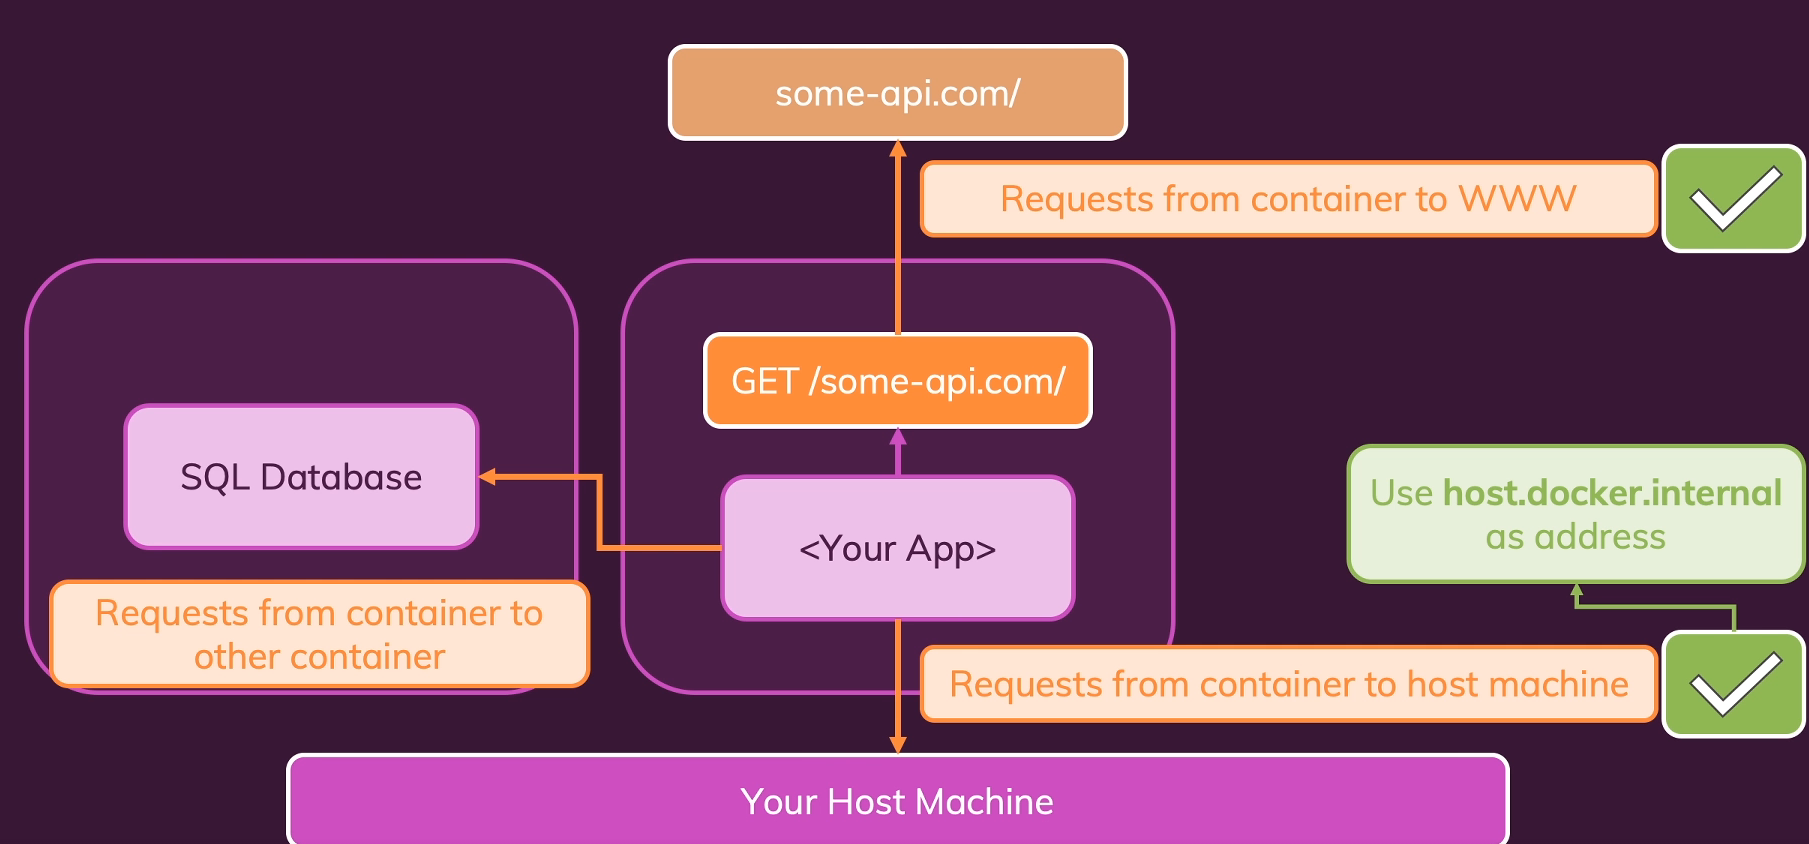 some-api.com/
Requests from container to WWW
GET /some-api.com/
SQL Database
<Your App>
Use host.docker.internal
as address
Requests from container to
other container
Requests from container to host machine
Your Host Machine